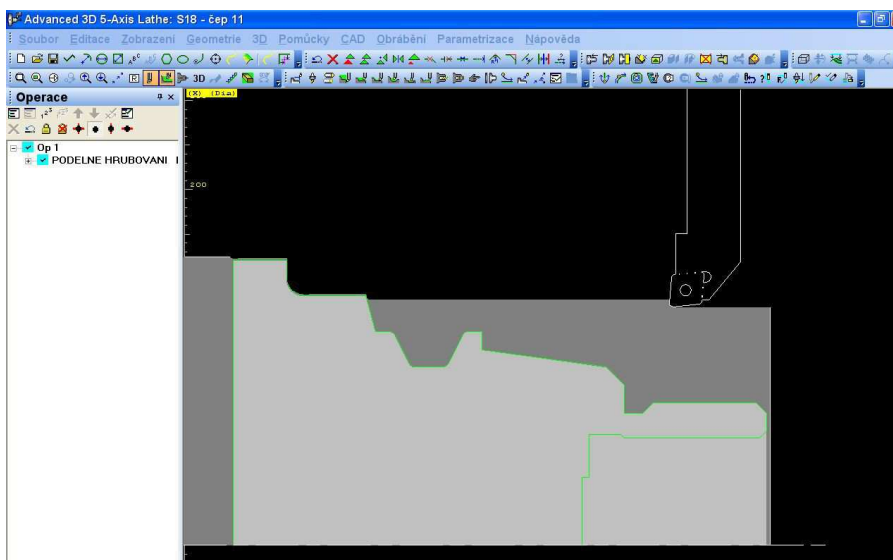 Advanced 3D 5-Axis Lathe: S18 - čep 11
Soubor Editace Zobrazení Geometrie 3D Pomůcky CAD Obrábění Parametrizace Nápověda
3D
Operace
(X) (Dia)
Op 1
PODELNE HRUBOVANI
200